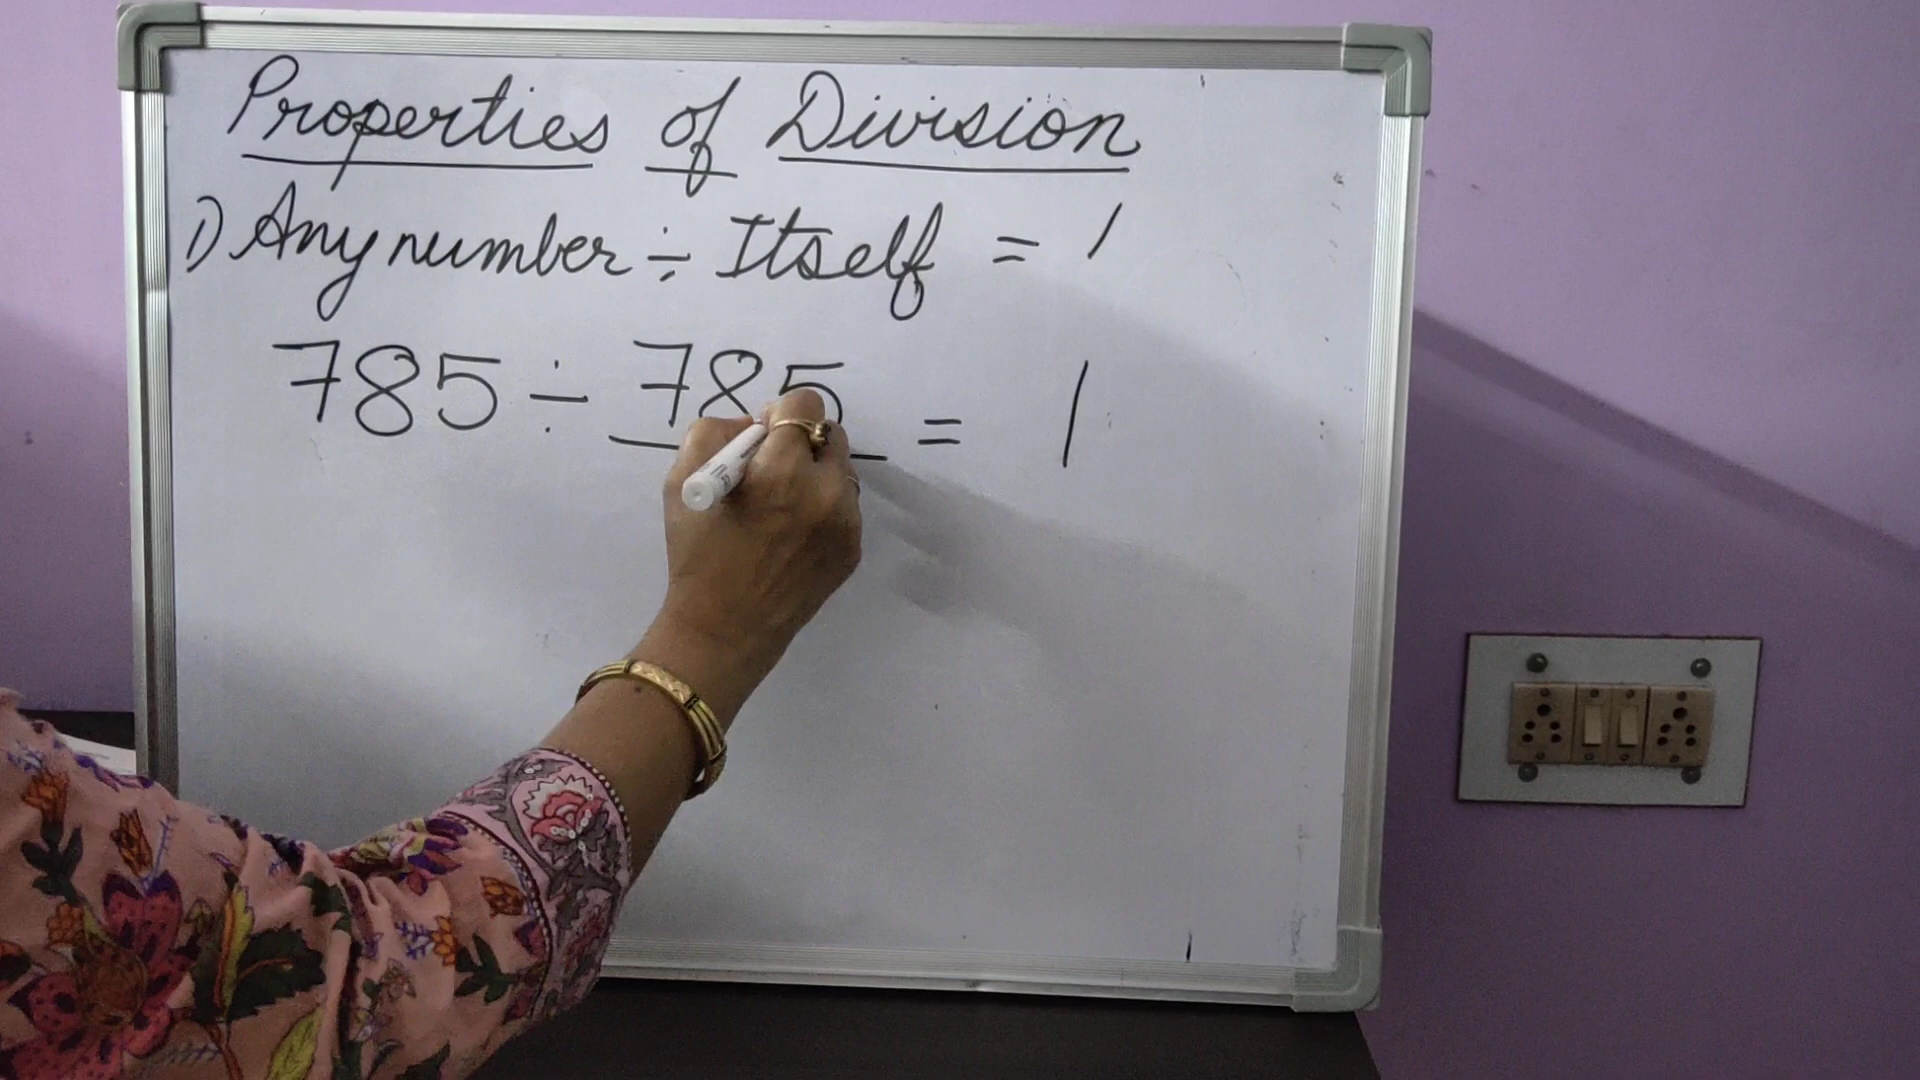 Properties of Division
1) Any number ÷ Itself = 1
785 ÷ 785 = 1